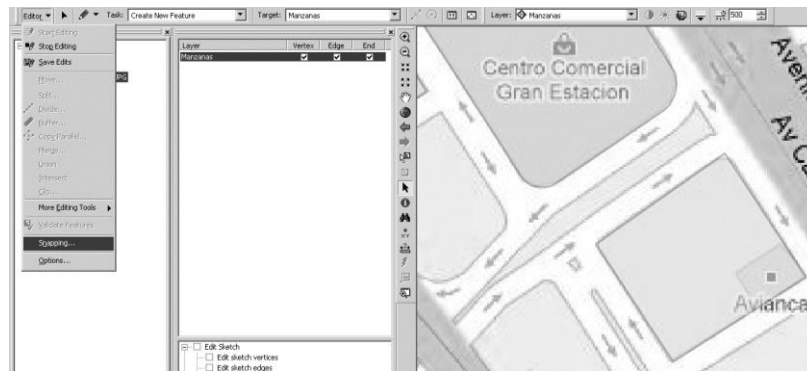 Editor Task: Create New Feature Target: Manzanas Layer: Manzanas 500
Start Editing
Stop Editing
Save Edits
Move...
Split...
Divide...
Buffer...
Copy Parallel...
Merge...
Union
Intersect
Clip...
More Editing Tools
Validate Features
Snapping...
Options...
Layer Vertex Edge End
Manzanas
Edit Sketch
Edit sketch vertices
Edit sketch edges
Centro Comercial
Gran Estacion
Av
Avianca